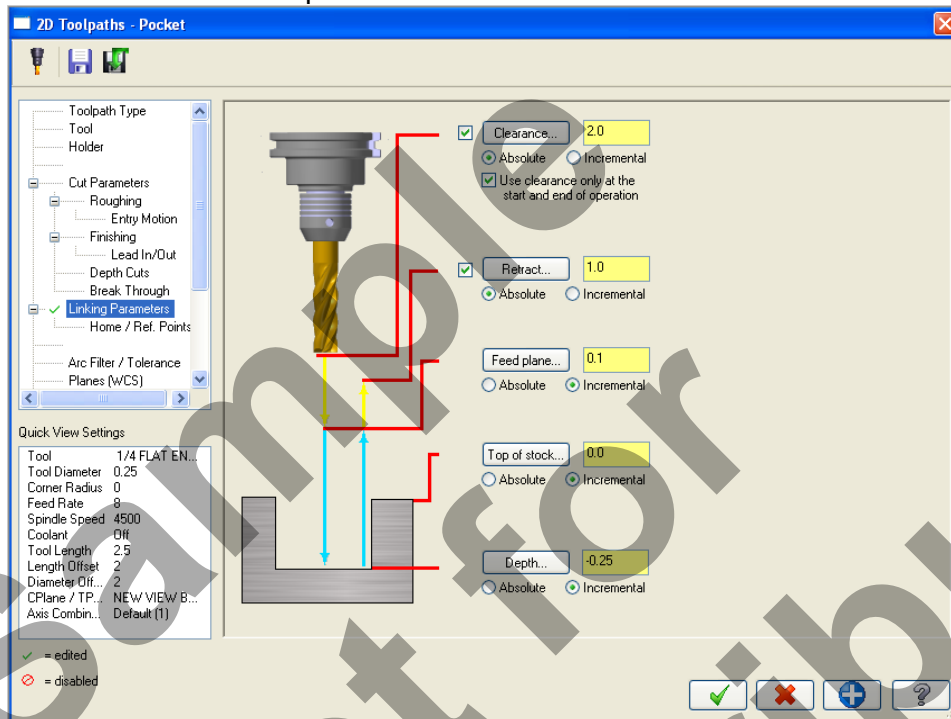 2D Toolpaths - Pocket
Toolpath Type
Tool
Holder
Cut Parameters
Roughing
Entry Motion
Finishing
Lead In/Out
Depth Cuts
Break Through
Linking Parameters
Home / Ref. Points
Arc Filter / Tolerance
Planes (WCS)
Quick View Settings
Tool 1/4 FLAT EN...
Tool Diameter 0.25
Corner Radius 0
Feed Rate 8
Spindle Speed 4500
Coolant Off
Tool Length 2.5
Length Offset 2
Diameter Off... 2
CPlane / TP... NEW VIEW B...
Axis Combin... Default (1)
= edited
= disabled
Clearance... 2.0
Absolute Incremental
Use clearance only at the
start and end of operation
Retract... 1.0
Absolute Incremental
Feed plane... 0.1
Absolute Incremental
Top of stock... 0.0
Absolute Incremental
Depth... -0.25
Absolute Incremental
Sample